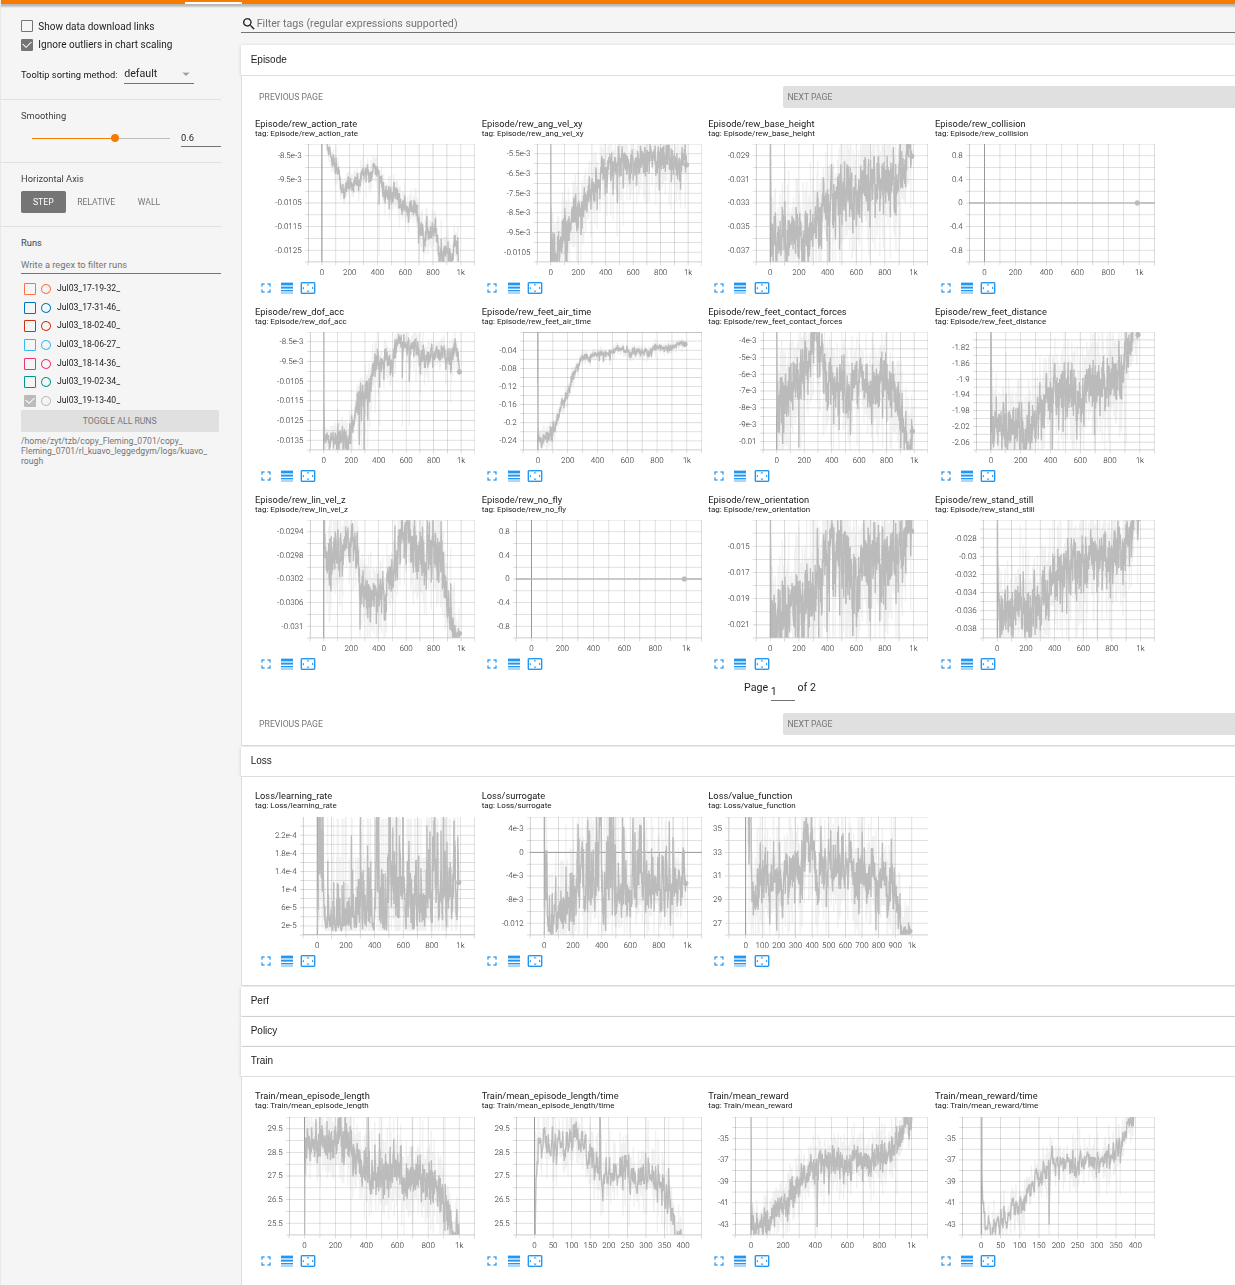 Show data download links
Ignore outliers in chart scaling
Tooltip sorting method: default
Smoothing
0.6
Horizontal Axis
STEP RELATIVE WALL
Runs
Write a regex to filter runs
Jul03_17-19-32_
Jul03_17-31-46_
Jul03_18-02-40_
Jul03_18-06-27_
Jul03_18-14-36_
Jul03_19-02-34_
Jul03_19-13-40_
TOGGLE ALL RUNS
/home/zyt/tzb/copy_Fleming_0701/copy_
Fleming_0701/rl_kuavo_leggedgym/logs/kuavo_
rough
Filter tags (regular expressions supported)
Episode
PREVIOUS PAGE NEXT PAGE
Episode/rew_action_rate
tag: Episode/rew_action_rate
-8.5e-3
-9.5e-3
-0.0105
-0.0115
-0.0125
0 200 400 600 800 1k
Episode/rew_ang_vel_xy
tag: Episode/rew_ang_vel_xy
-5.5e-3
-6.5e-3
-7.5e-3
-8.5e-3
-9.5e-3
-0.0105
0 200 400 600 800 1k
Episode/rew_base_height
tag: Episode/rew_base_height
-0.029
-0.031
-0.033
-0.035
-0.037
0 200 400 600 800 1k
Episode/rew_collision
tag: Episode/rew_collision
0.8
0.4
0
-0.4
-0.8
0 200 400 600 800 1k
Episode/rew_dof_acc
tag: Episode/rew_dof_acc
-8.5e-3
-9.5e-3
-0.0105
-0.0115
-0.0125
-0.0135
0 200 400 600 800 1k
Episode/rew_feet_air_time
tag: Episode/rew_feet_air_time
-0.04
-0.08
-0.12
-0.16
-0.2
-0.24
0 200 400 600 800 1k
Episode/rew_feet_contact_forces
tag: Episode/rew_feet_contact_forces
-4e-3
-5e-3
-6e-3
-7e-3
-8e-3
-9e-3
-0.01
0 200 400 600 800 1k
Episode/rew_feet_distance
tag: Episode/rew_feet_distance
-1.82
-1.86
-1.9
-1.94
-1.98
-2.02
-2.06
0 200 400 600 800 1k
Episode/rew_lin_vel_z
tag: Episode/rew_lin_vel_z
-0.0294
-0.0298
-0.0302
-0.0306
-0.031
0 200 400 600 800 1k
Episode/rew_no_fly
tag: Episode/rew_no_fly
0.8
0.4
0
-0.4
-0.8
0 200 400 600 800 1k
Episode/rew_orientation
tag: Episode/rew_orientation
-0.015
-0.017
-0.019
-0.021
0 200 400 600 800 1k
Episode/rew_stand_still
tag: Episode/rew_stand_still
-0.028
-0.03
-0.032
-0.034
-0.036
-0.038
0 200 400 600 800 1k
Page 1 of 2
PREVIOUS PAGE NEXT PAGE
Loss
Loss/learning_rate
tag: Loss/learning_rate
2.2e-4
1.8e-4
1.4e-4
1e-4
6e-5
2e-5
0 200 400 600 800 1k
Loss/surrogate
tag: Loss/surrogate
4e-3
0
-4e-3
-8e-3
-0.012
0 200 400 600 800 1k
Loss/value_function
tag: Loss/value_function
35
33
31
29
27
0 100 200 300 400 500 600 700 800 900 1k
Perf
Policy
Train
Train/mean_episode_length
tag: Train/mean_episode_length
29.5
28.5
27.5
26.5
25.5
0 200 400 600 800 1k
Train/mean_episode_length/time
tag: Train/mean_episode_length/time
29.5
28.5
27.5
26.5
25.5
0 50 100 150 200 250 300 350 400
Train/mean_reward
tag: Train/mean_reward
-35
-37
-39
-41
-43
0 200 400 600 800 1k
Train/mean_reward/time
tag: Train/mean_reward/time
-35
-37
-39
-41
-43
0 50 100 150 200 250 300 350 400